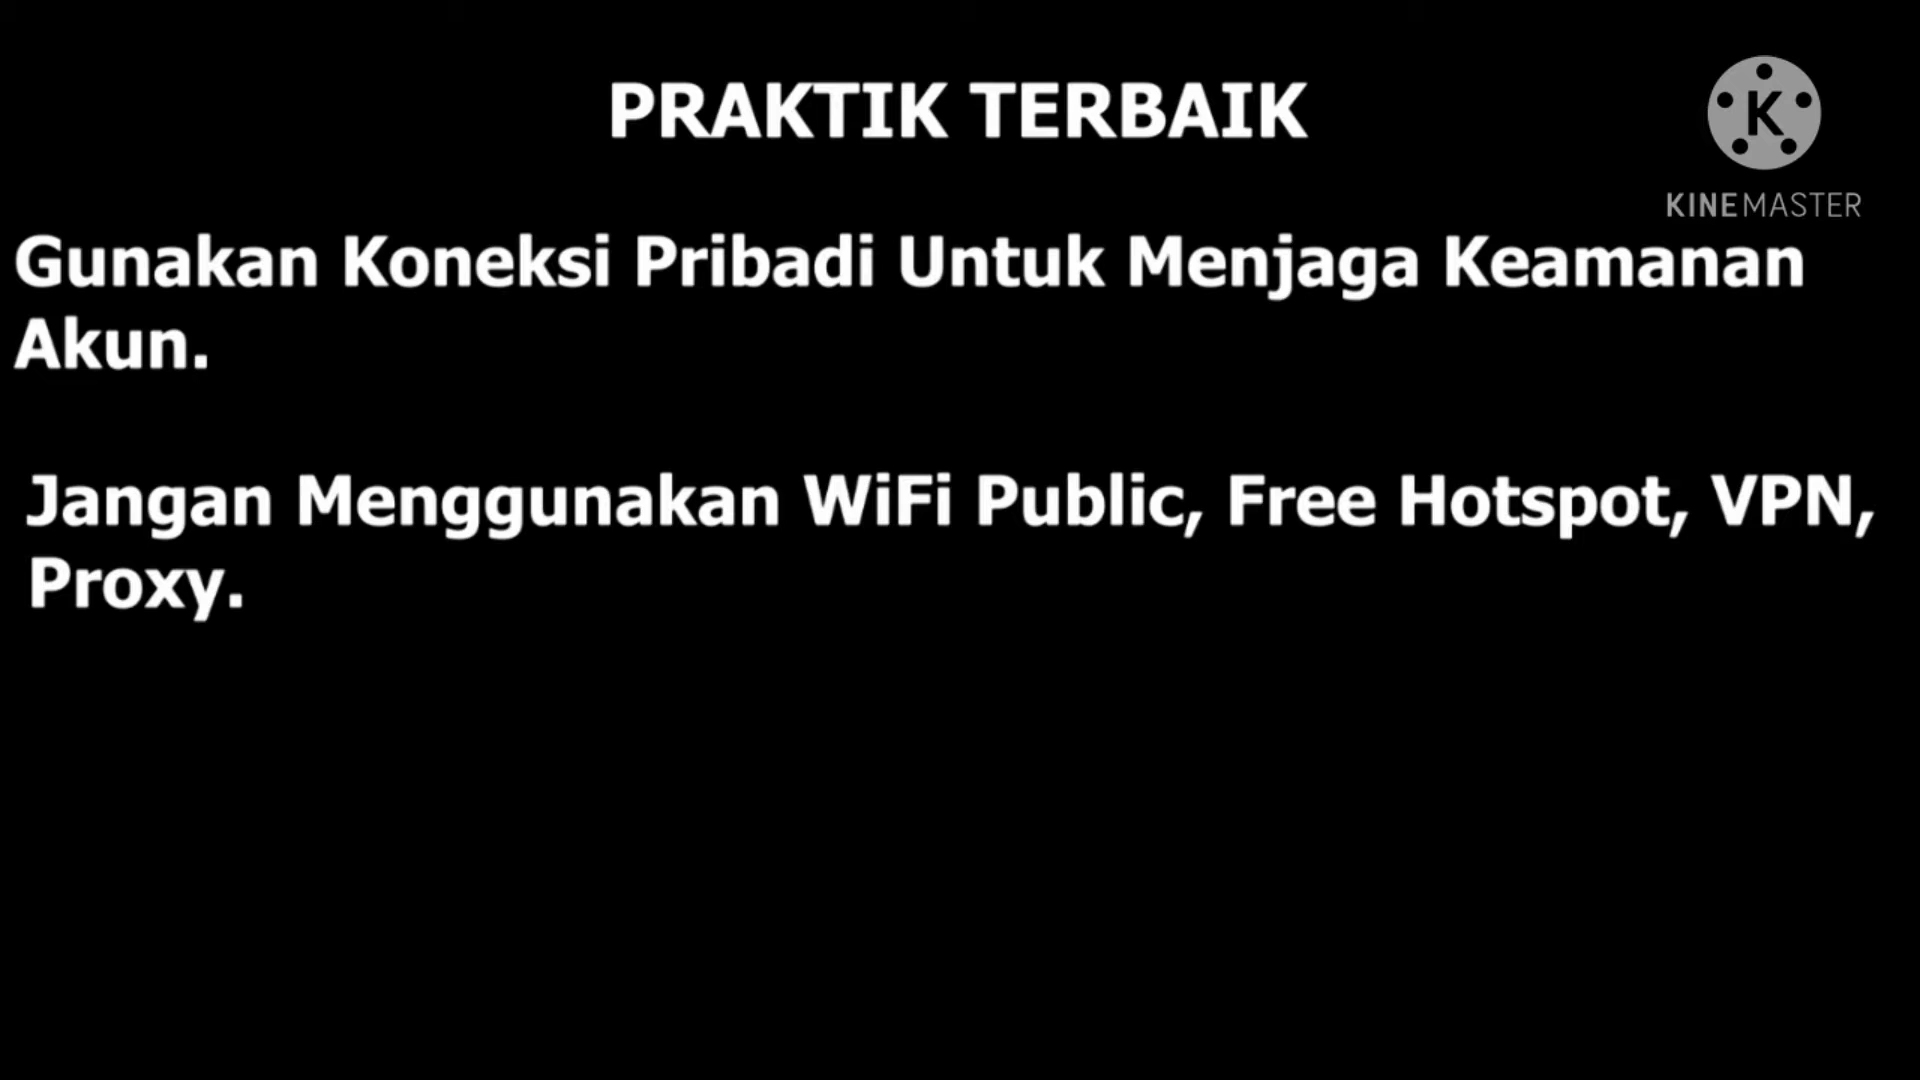 PRAKTIK TERBAIK
KINEMASTER
Gunakan Koneksi Pribadi Untuk Menjaga Keamanan
Akun.
Jangan Menggunakan WiFi Public, Free Hotspot, VPN,
Proxy.